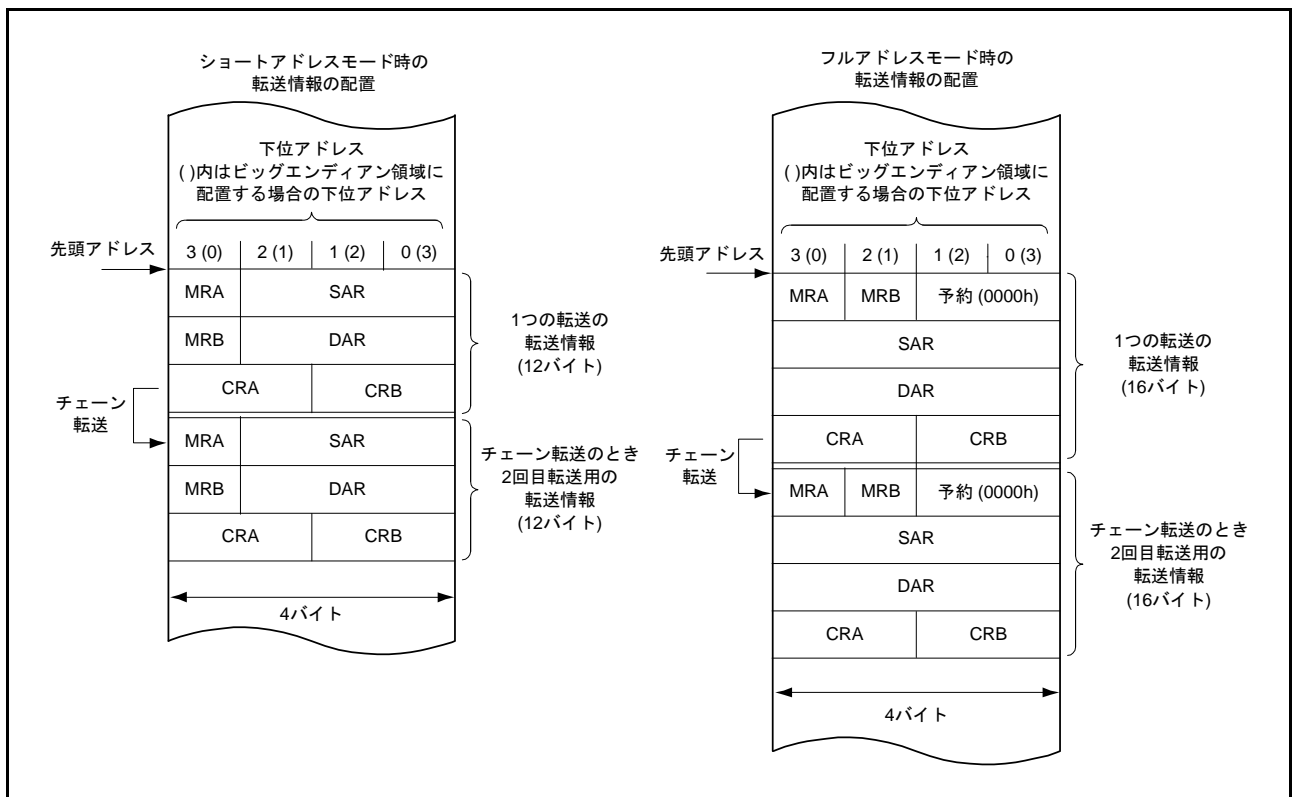 ショートアドレスモード時の
転送情報の配置
下位アドレス
( )内はビッグエンディアン領域に
配置する場合の下位アドレス
先頭アドレス
3 (0) 2 (1) 1 (2) 0 (3)
MRA SAR
MRB DAR
CRA CRB
1つの転送の
転送情報
(12バイト)
チェーン
転送
MRA SAR
MRB DAR
CRA CRB
チェーン転送のとき
2回目転送用の
転送情報
(12バイト)
4バイト
フルアドレスモード時の
転送情報の配置
下位アドレス
( )内はビッグエンディアン領域に
配置する場合の下位アドレス
先頭アドレス
3 (0) 2 (1) 1 (2) 0 (3)
MRA MRB 予約 (0000h)
SAR
DAR
CRA CRB
1つの転送の
転送情報
(16バイト)
チェーン
転送
MRA MRB 予約 (0000h)
SAR
DAR
CRA CRB
チェーン転送のとき
2回目転送用の
転送情報
(16バイト)
4バイト